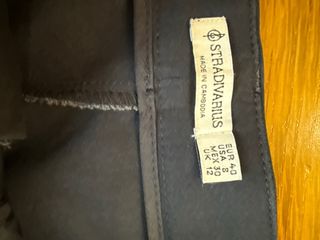 STRADIVARIUS
MADE IN CAMBODIA
EUR 40
USA 8
MEX 30
UK 12